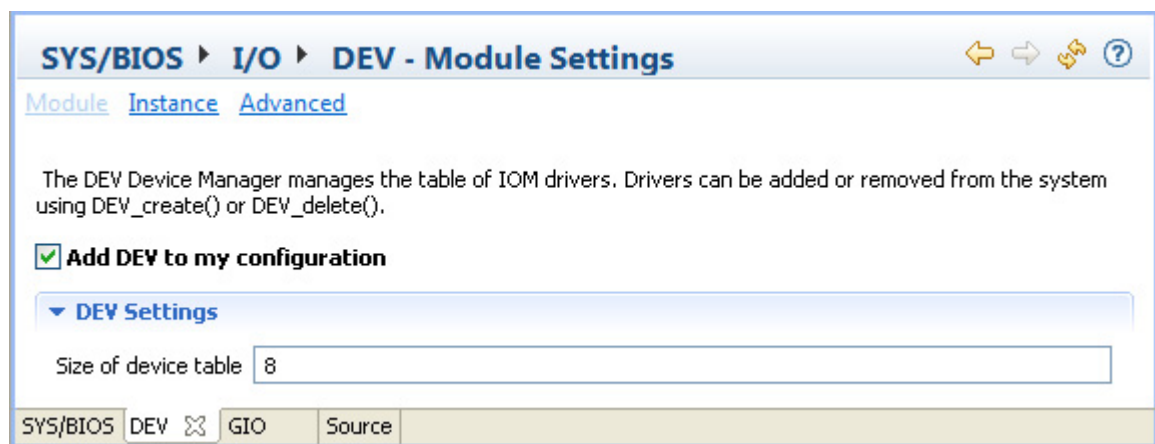 SYS/BIOS ▶ I/O ▶ DEV - Module Settings
Module Instance Advanced
The DEV Device Manager manages the table of IOM drivers. Drivers can be added or removed from the system
using DEV_create() or DEV_delete().
Add DEV to my configuration
DEV Settings
Size of device table 8
SYS/BIOS DEV GIO Source